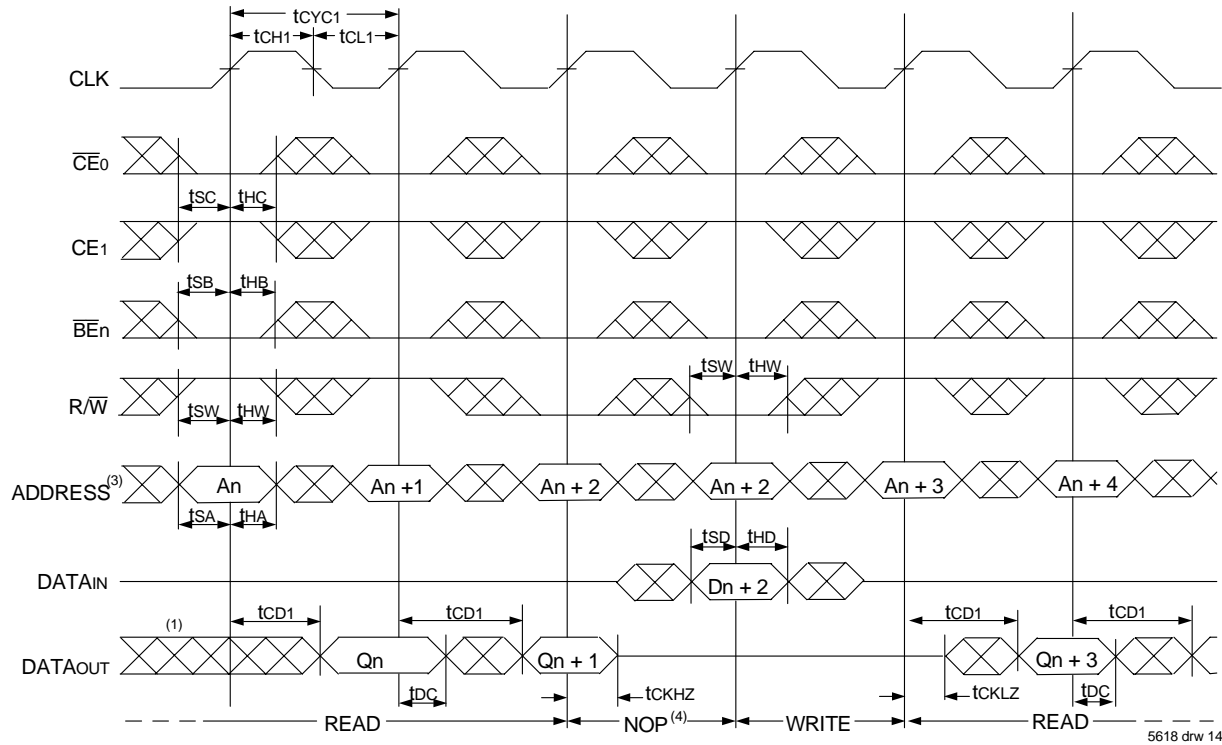 tCYC1
tCH1 tCL1
CLK
CE0
tSC tHC
CE1
tSB tHB
BEn
tSW tHW
R/W
tSW tHW
ADDRESS(3) An An +1 An + 2 An + 2 An + 3 An + 4
tSA tHA
tSD tHD
DATAIN Dn + 2
tCD1 tCD1 tCD1 tCD1
(1)
DATAOUT Qn Qn + 1 Qn + 3
tDC tCKHZ tCKLZ tDC
READ NOP(4) WRITE READ
5618 drw 14